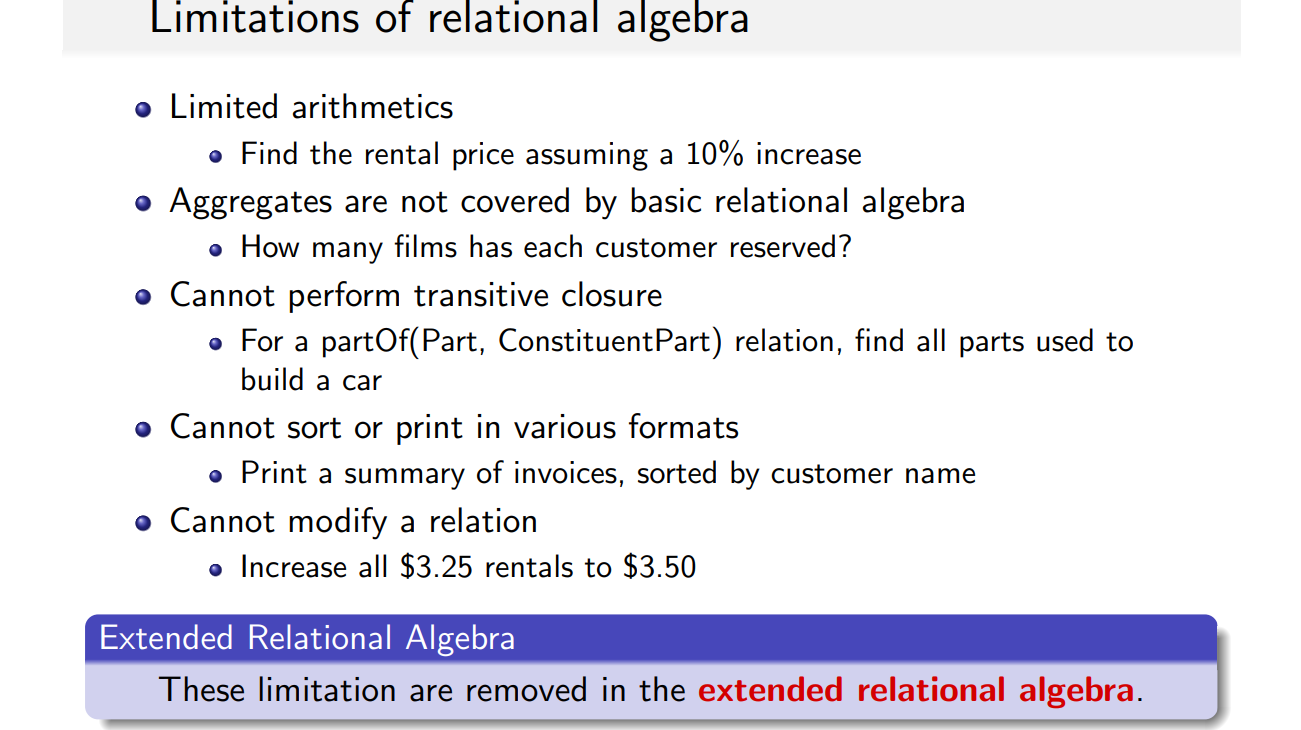 Limitations of relational algebra
Limited arithmetics
Find the rental price assuming a 10% increase
Aggregates are not covered by basic relational algebra
How many films has each customer reserved?
Cannot perform transitive closure
For a partOf(Part, ConstituentPart) relation, find all parts used to
build a car
Cannot sort or print in various formats
Print a summary of invoices, sorted by customer name
Cannot modify a relation
Increase all $3.25 rentals to $3.50
Extended Relational Algebra
These limitation are removed in the extended relational algebra.